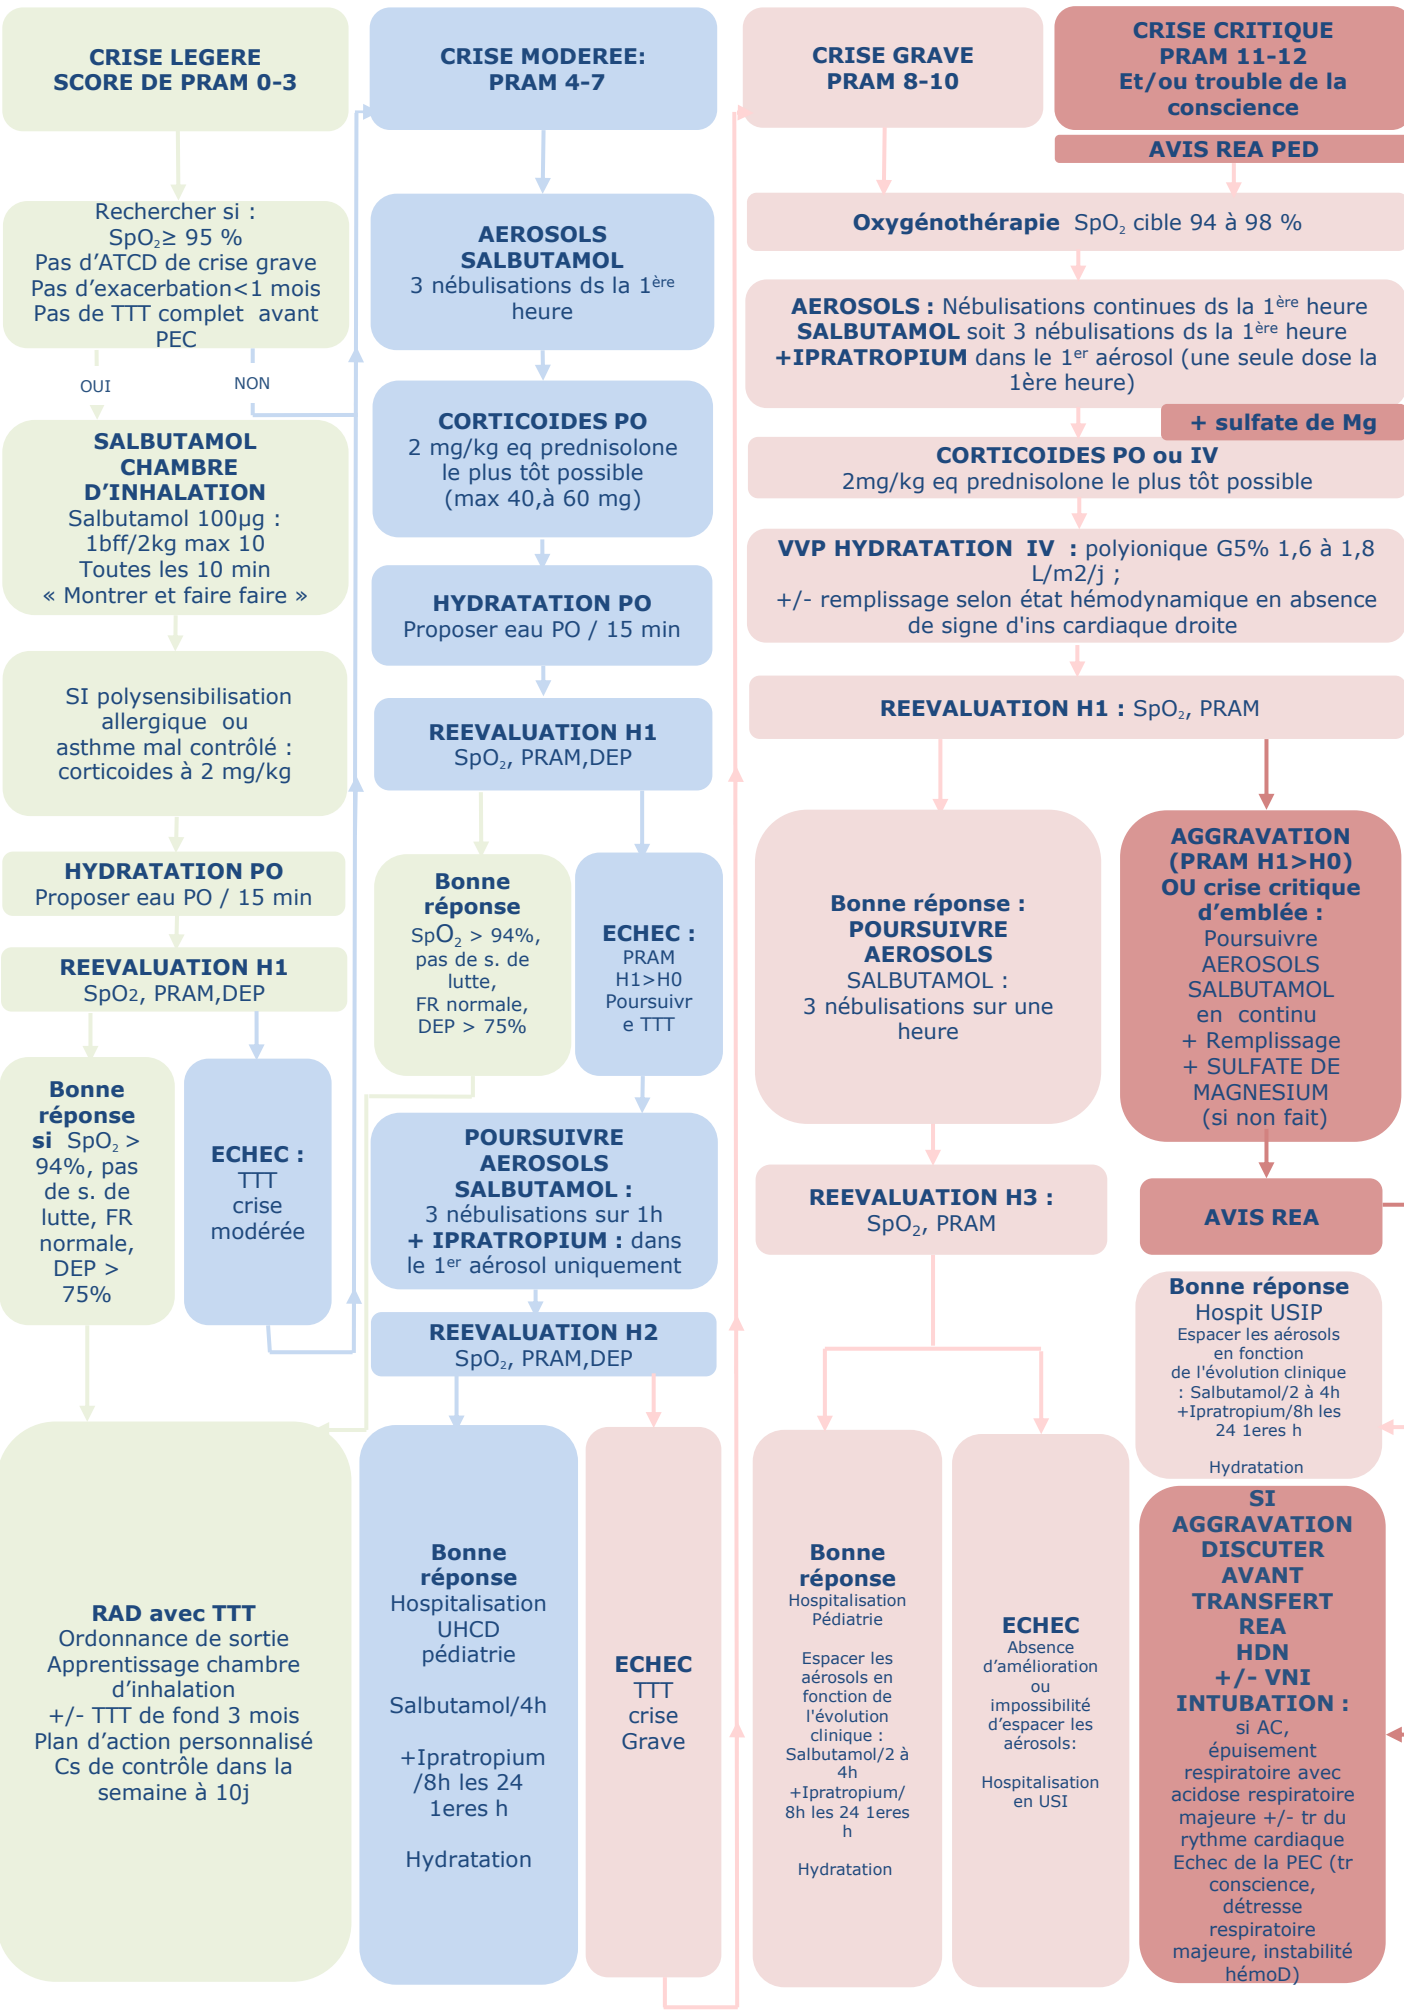 CRISE LEGERE
SCORE DE PRAM 0-3
Rechercher si :
SpO₂≥ 95 %
Pas d’ATCD de crise grave
Pas d’exacerbation<1 mois
Pas de TTT complet avant
PEC
OUI
NON
SALBUTAMOL
CHAMBRE
D’INHALATION
Salbutamol 100µg :
1bff/2kg max 10
Toutes les 10 min
« Montrer et faire faire »
SI polysensibilisation
allergique ou
asthme mal contrôlé :
corticoides à 2 mg/kg
HYDRATATION PO
Proposer eau PO / 15 min
REEVALUATION H1
SpO2, PRAM,DEP
Bonne
réponse
si SpO₂ >
94%, pas
de s. de
lutte, FR
normale,
DEP >
75%
ECHEC :
TTT
crise
modérée
RAD avec TTT
Ordonnance de sortie
Apprentissage chambre
d’inhalation
+/- TTT de fond 3 mois
Plan d’action personnalisé
Cs de contrôle dans la
semaine à 10j
CRISE MODEREE:
PRAM 4-7
AEROSOLS
SALBUTAMOL
3 nébulisations ds la 1ère
heure
CORTICOIDES PO
2 mg/kg eq prednisolone
le plus tôt possible
(max 40,à 60 mg)
HYDRATATION PO
Proposer eau PO / 15 min
REEVALUATION H1
SpO₂, PRAM,DEP
Bonne
réponse
SpO₂ > 94%,
pas de s. de
lutte,
FR normale,
DEP > 75%
ECHEC :
PRAM
H1>H0
Poursuivr
e TTT
POURSUIVRE
AEROSOLS
SALBUTAMOL :
3 nébulisations sur 1h
+ IPRATROPIUM : dans
le 1er aérosol uniquement
REEVALUATION H2
SpO₂, PRAM,DEP
Bonne
réponse
Hospitalisation
UHCD
pédiatrie
Salbutamol/4h
+Ipratropium
/8h les 24
1eres h
Hydratation
ECHEC
TTT
crise
Grave
CRISE GRAVE
PRAM 8-10
CRISE CRITIQUE
PRAM 11-12
Et/ou trouble de la
conscience
AVIS REA PED
Oxygénothérapie SpO₂ cible 94 à 98 %
AEROSOLS : Nébulisations continues ds la 1ère heure
SALBUTAMOL soit 3 nébulisations ds la 1ère heure
+IPRATROPIUM dans le 1er aérosol (une seule dose la
1ère heure)
+ sulfate de Mg
CORTICOIDES PO ou IV
2mg/kg eq prednisolone le plus tôt possible
VVP HYDRATATION IV : polyionique G5% 1,6 à 1,8
L/m2/j ;
+/- remplissage selon état hémodynamique en absence
de signe d'ins cardiaque droite
REEVALUATION H1 : SpO₂, PRAM
Bonne réponse :
POURSUIVRE
AEROSOLS
SALBUTAMOL :
3 nébulisations sur une
heure
REEVALUATION H3 :
SpO₂, PRAM
Bonne
réponse
Hospitalisation
Pédiatrie
Espacer les
aérosols en
fonction de
l'évolution
clinique :
Salbutamol/2 à
4h
+Ipratropium/
8h les 24 1eres
h
Hydratation
ECHEC
Absence
d’amélioration
ou
impossibilité
d’espacer les
aérosols:
Hospitalisation
en USI
AGGRAVATION
(PRAM H1>H0)
OU crise critique
d’emblée :
Poursuivre
AEROSOLS
SALBUTAMOL
en continu
+ Remplissage
+ SULFATE DE
MAGNESIUM
(si non fait)
AVIS REA
Bonne réponse
Hospit USIP
Espacer les aérosols
en fonction
de l'évolution clinique
: Salbutamol/2 à 4h
+Ipratropium/8h les
24 1eres h
Hydratation
SI
AGGRAVATION
DISCUTER
AVANT
TRANSFERT
REA
HDN
+/- VNI
INTUBATION :
si AC,
épuisement
respiratoire avec
acidose respiratoire
majeure +/- tr du
rythme cardiaque
Echec de la PEC (tr
conscience,
détresse
respiratoire
majeure, instabilité
hémoD)